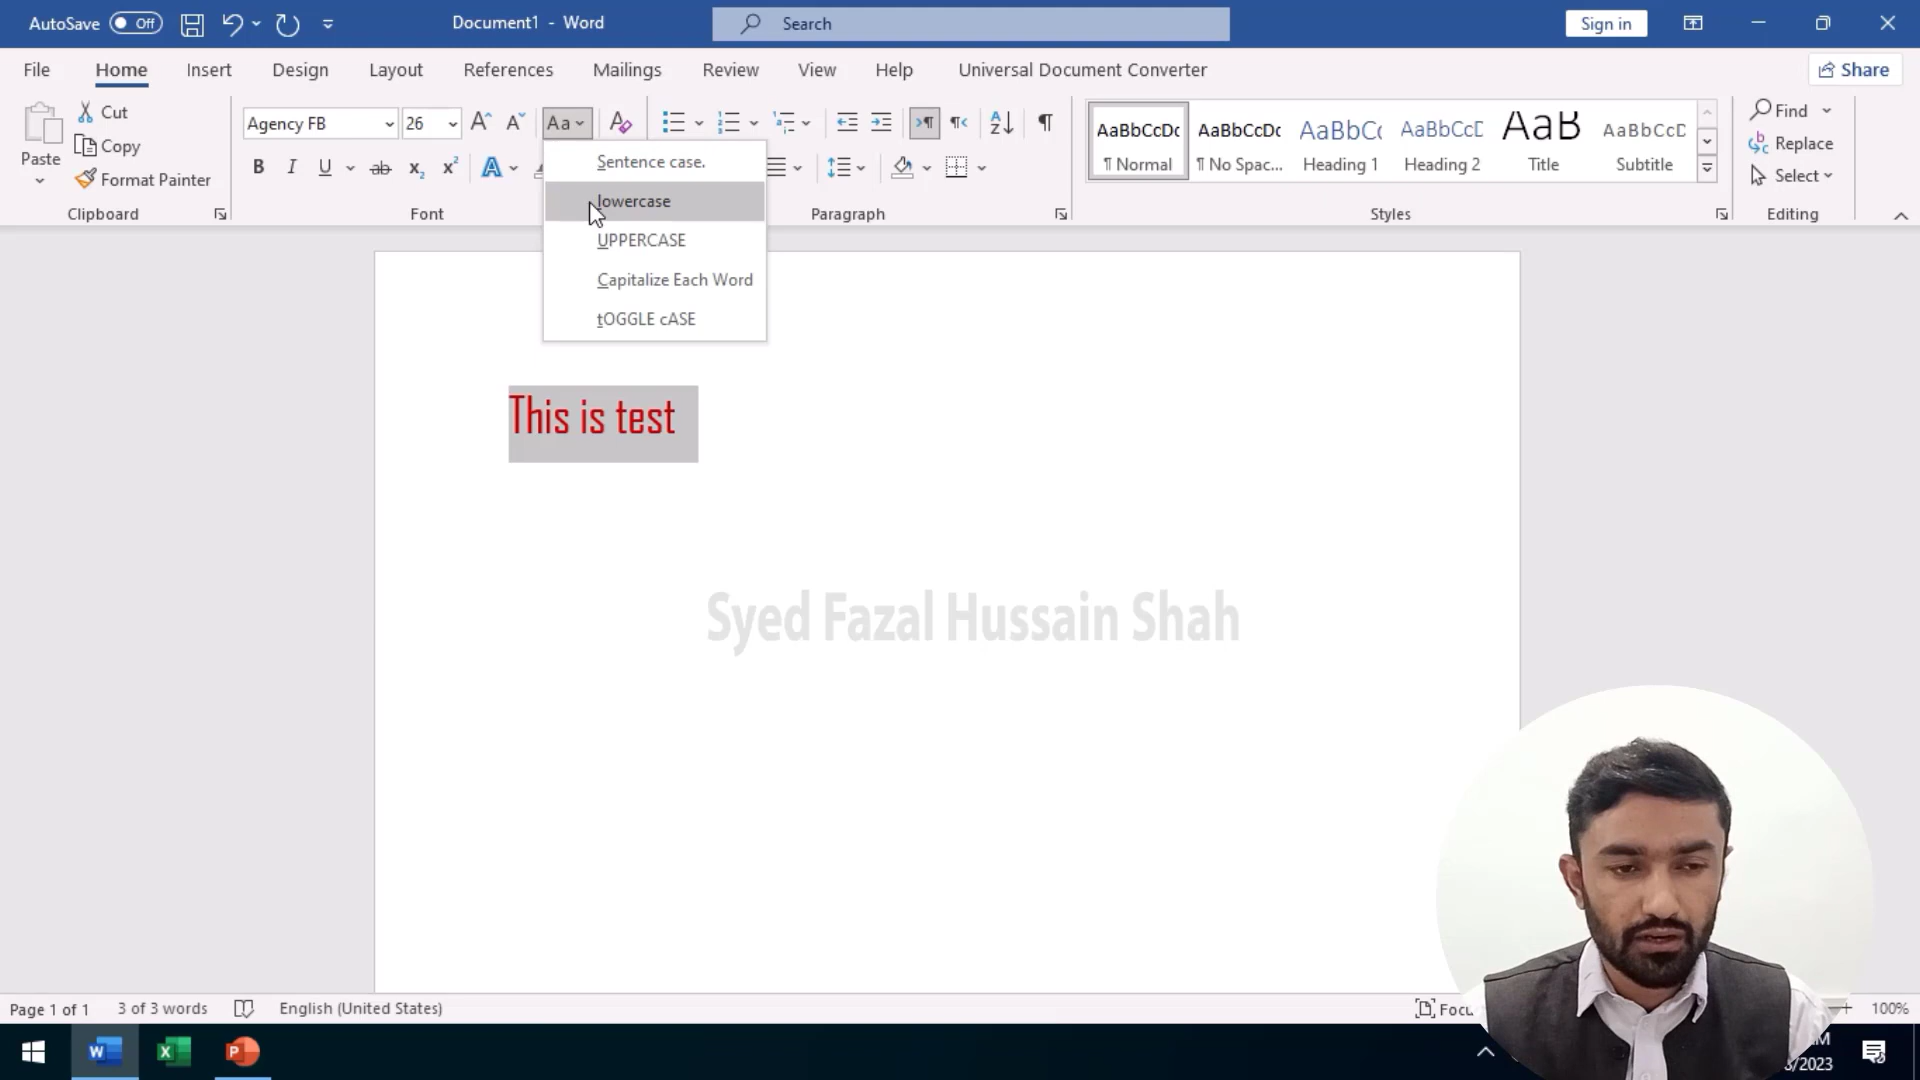 AutoSave Off Document1 - Word Search Sign in
File Home Insert Design Layout References Mailings Review View Help Universal Document Converter Share
Paste Cut Copy Format Painter
Clipboard
Agency FB 26 Aa
B I U ab x₂ x² A
Font
Sentence case.
lowercase
UPPERCASE
Capitalize Each Word
tOGGLE cASE
Paragraph
AaBbCcDc AaBbCcDc AaBbCc AaBbCcD AaB AaBbCcD
¶ Normal ¶ No Spac... Heading 1 Heading 2 Title Subtitle
Styles
Find
Replace
Select
Editing
This is test
Syed Fazal Hussain Shah
Page 1 of 1 3 of 3 words English (United States) 100%